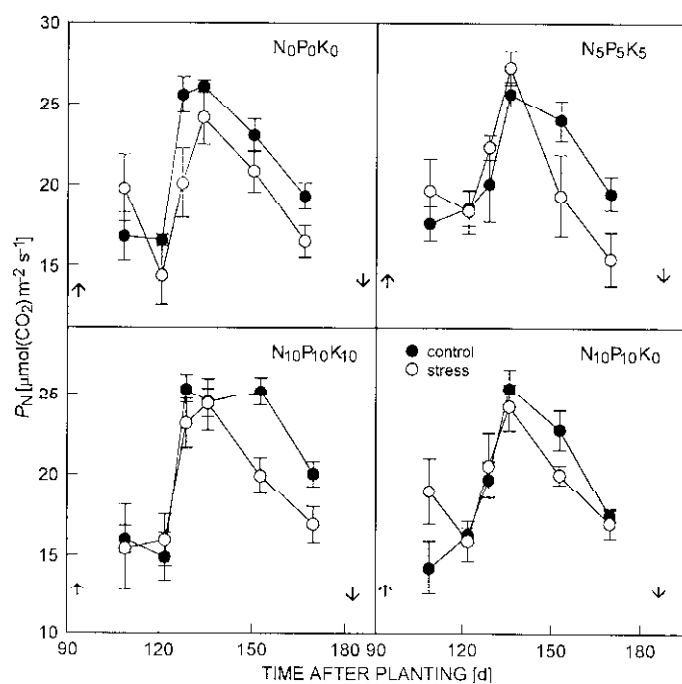 N0P0K0
N5P5K5
30
25
20
15
PN [µmol(CO2) m-2 s-1]
N10P10K10
control
stress
N10P10K0
25
20
15
10
90 120 150 180 90 120 150 180
TIME AFTER PLANTING [d]